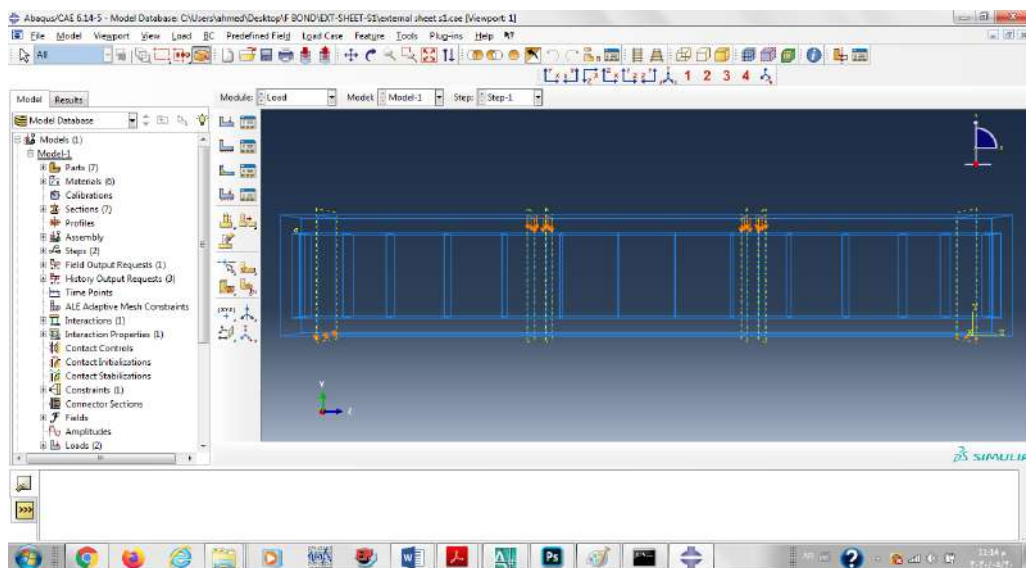 Abaqus/CAE 6.14-5 - Model Database: C:\Users\ahmed\Desktop\F BOND\EXT-SHEET-S1\external sheet s1.cae [Viewport: 1]
File Model Viewport View Load BC Predefined Field Load Case Feature Tools Plug-ins Help
All
1 2 3 4
Model Results
Module: Load Model: Model-1 Step: Step-1
Model Database
Models (1)
Model-1
Parts (7)
Materials (6)
Calibrations
Sections (7)
Profiles
Assembly
Steps (2)
Field Output Requests (1)
History Output Requests (3)
Time Points
ALE Adaptive Mesh Constraints
Interactions (1)
Interaction Properties (1)
Contact Controls
Contact Initializations
Contact Stabilizations
Constraints (1)
Connector Sections
Fields
Amplitudes
Loads (2)
Y
Z
SIMULIA
>>>
Ps